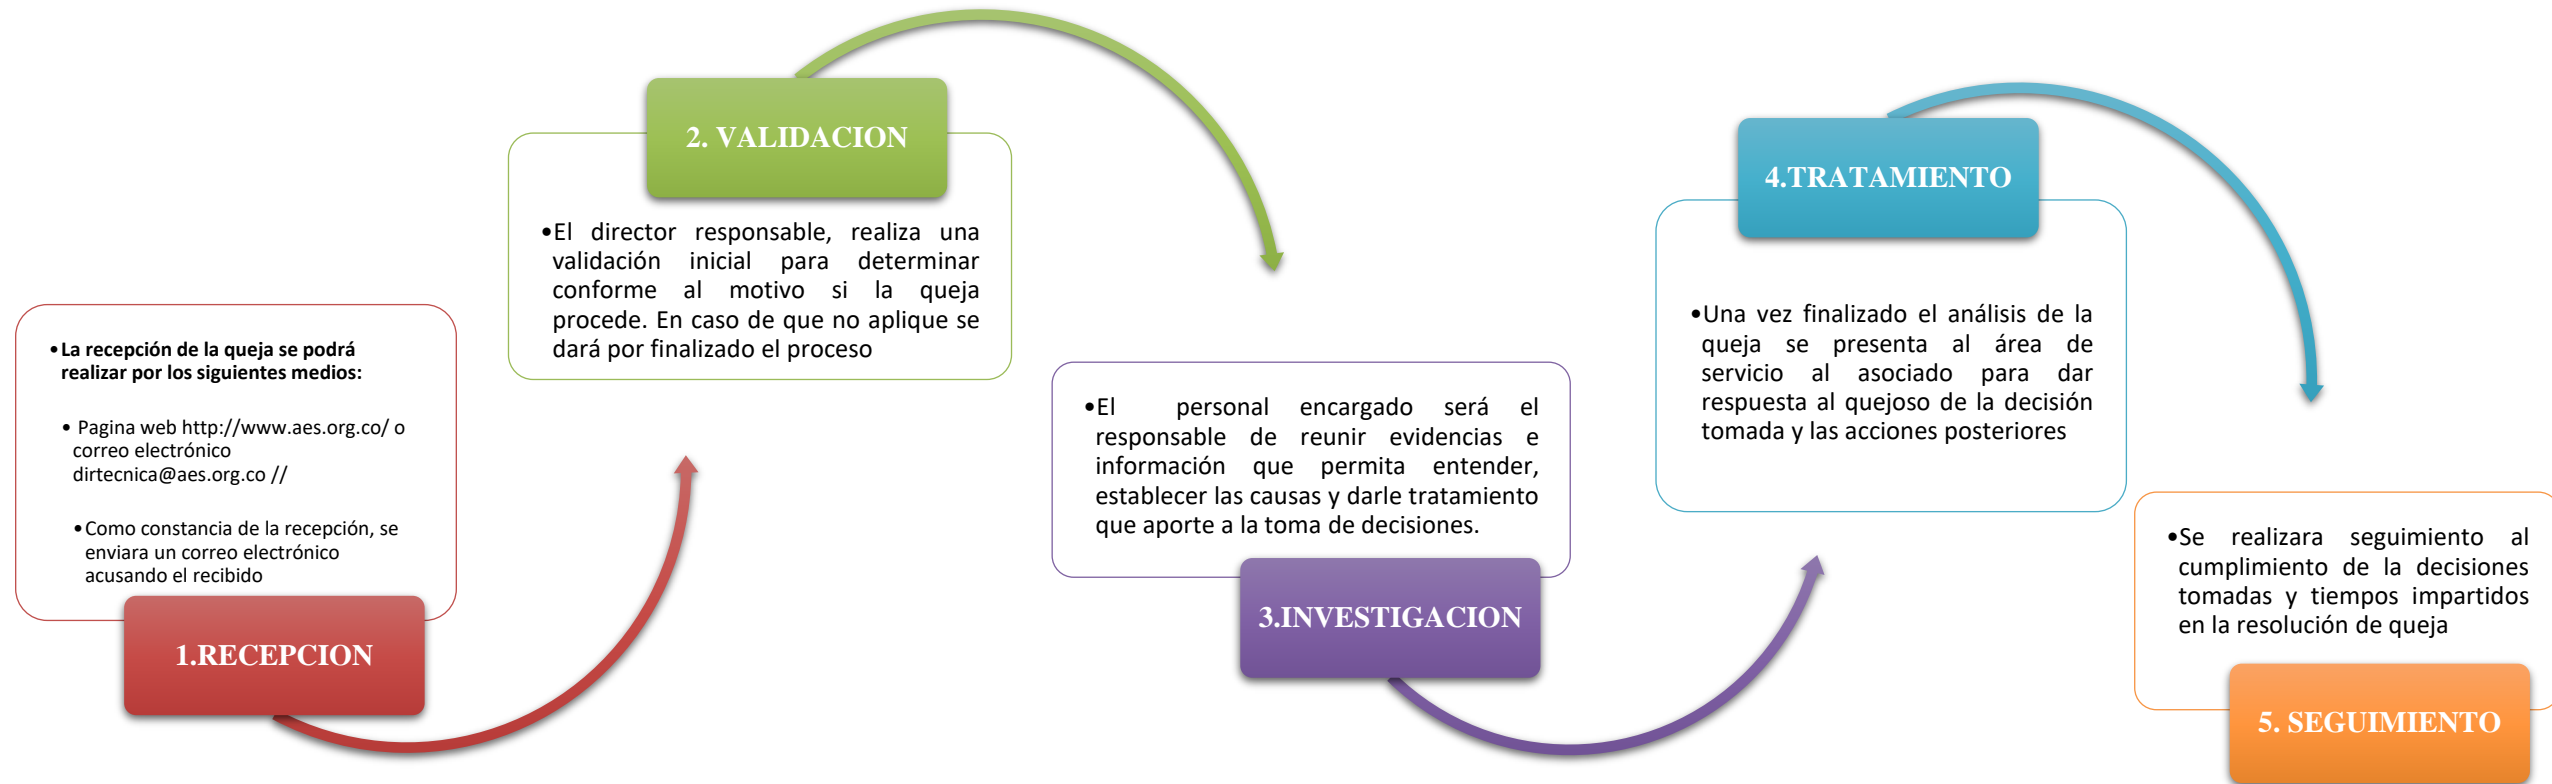 •La recepción de la queja se podrá
realizar por los siguientes medios:
• Pagina web http://www.aes.org.co/ o
correo electrónico
dirtecnica@aes.org.co //
•Como constancia de la recepción, se
enviara un correo electrónico
acusando el recibido
1.RECEPCION
2. VALIDACION
•El director responsable, realiza una
validación inicial para determinar
conforme al motivo si la queja
procede. En caso de que no aplique se
dará por finalizado el proceso
•El personal encargado será el
responsable de reunir evidencias e
información que permita entender,
establecer las causas y darle tratamiento
que aporte a la toma de decisiones.
3.INVESTIGACION
4.TRATAMIENTO
•Una vez finalizado el análisis de la
queja se presenta al área de
servicio al asociado para dar
respuesta al quejoso de la decisión
tomada y las acciones posteriores
•Se realizara seguimiento al
cumplimiento de la decisiones
tomadas y tiempos impartidos
en la resolución de queja
5. SEGUIMIENTO